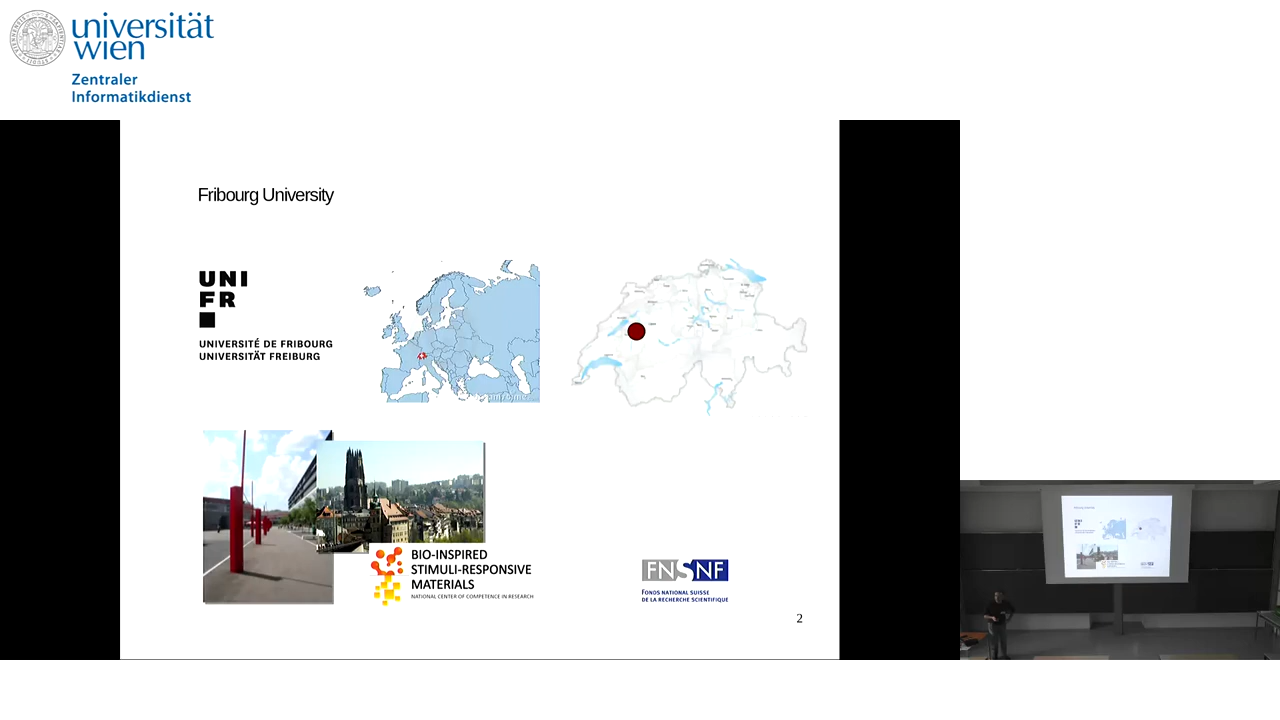 universität
wien
Zentraler
Informatikdienst
Fribourg University
UNI
FR
UNIVERSITÉ DE FRIBOURG
UNIVERSITÄT FREIBURG
BIO-INSPIRED
STIMULI-RESPONSIVE
MATERIALS
NATIONAL CENTER OF COMPETENCE IN RESEARCH
FNSNF
FONDS NATIONAL SUISSE
DE LA RECHERCHE SCIENTIFIQUE
2